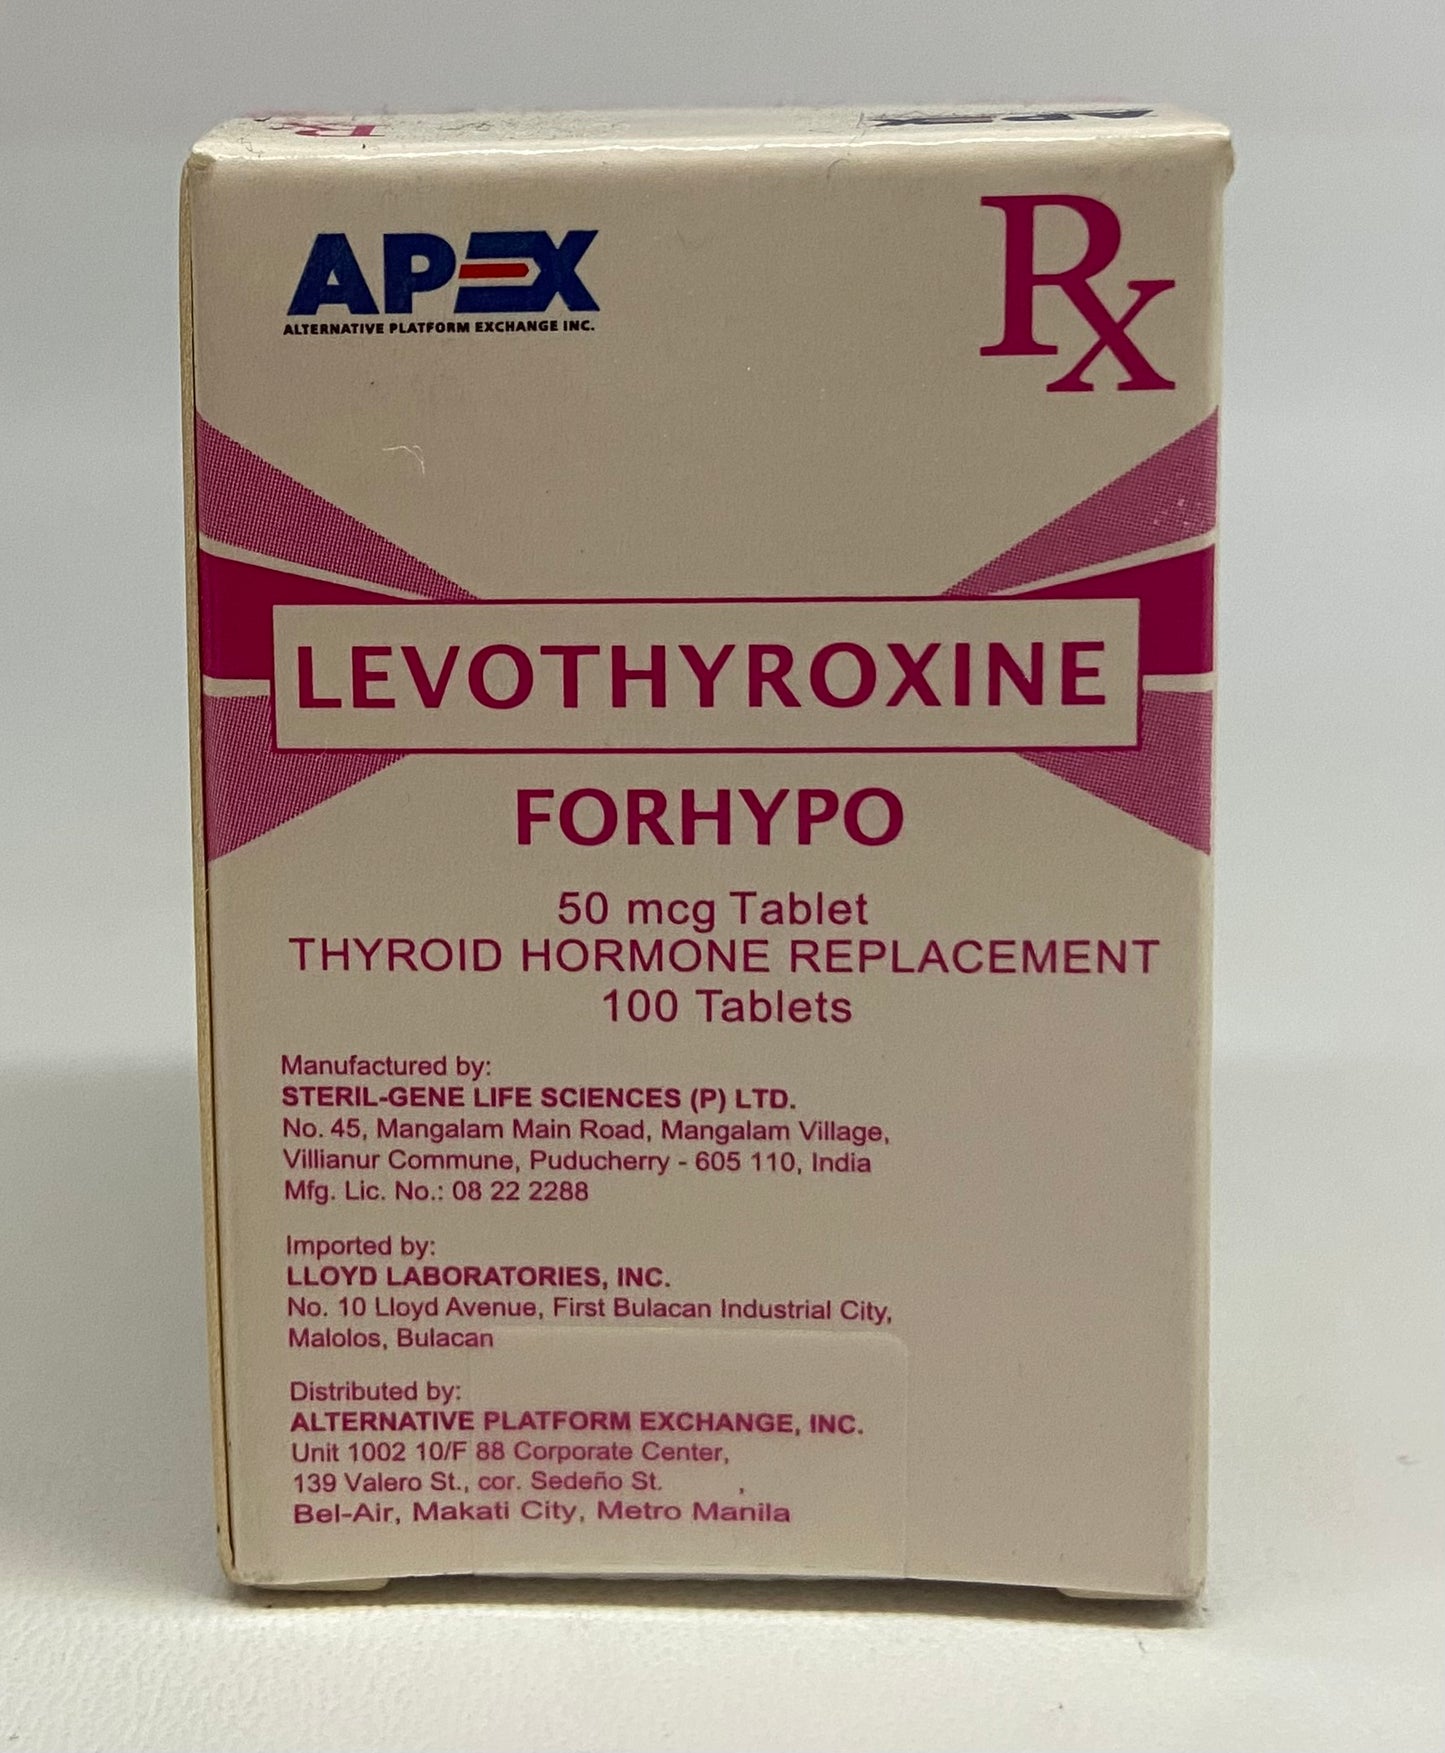 Rx
APEX
APEX
ALTERNATIVE PLATFORM EXCHANGE INC.
Rx
LEVOTHYROXINE
FORHYPO
50 mcg Tablet
THYROID HORMONE REPLACEMENT
100 Tablets
Manufactured by:
STERIL-GENE LIFE SCIENCES (P) LTD.
No. 45, Mangalam Main Road, Mangalam Village,
Villianur Commune, Puducherry - 605 110, India
Mfg. Lic. No.: 08 22 2288
Imported by:
LLOYD LABORATORIES, INC.
No. 10 Lloyd Avenue, First Bulacan Industrial City,
Malolos, Bulacan
Distributed by:
ALTERNATIVE PLATFORM EXCHANGE, INC.
Unit 1002 10/F 88 Corporate Center,
139 Valero St., cor. Sedeño St.
Bel-Air, Makati City, Metro Manila